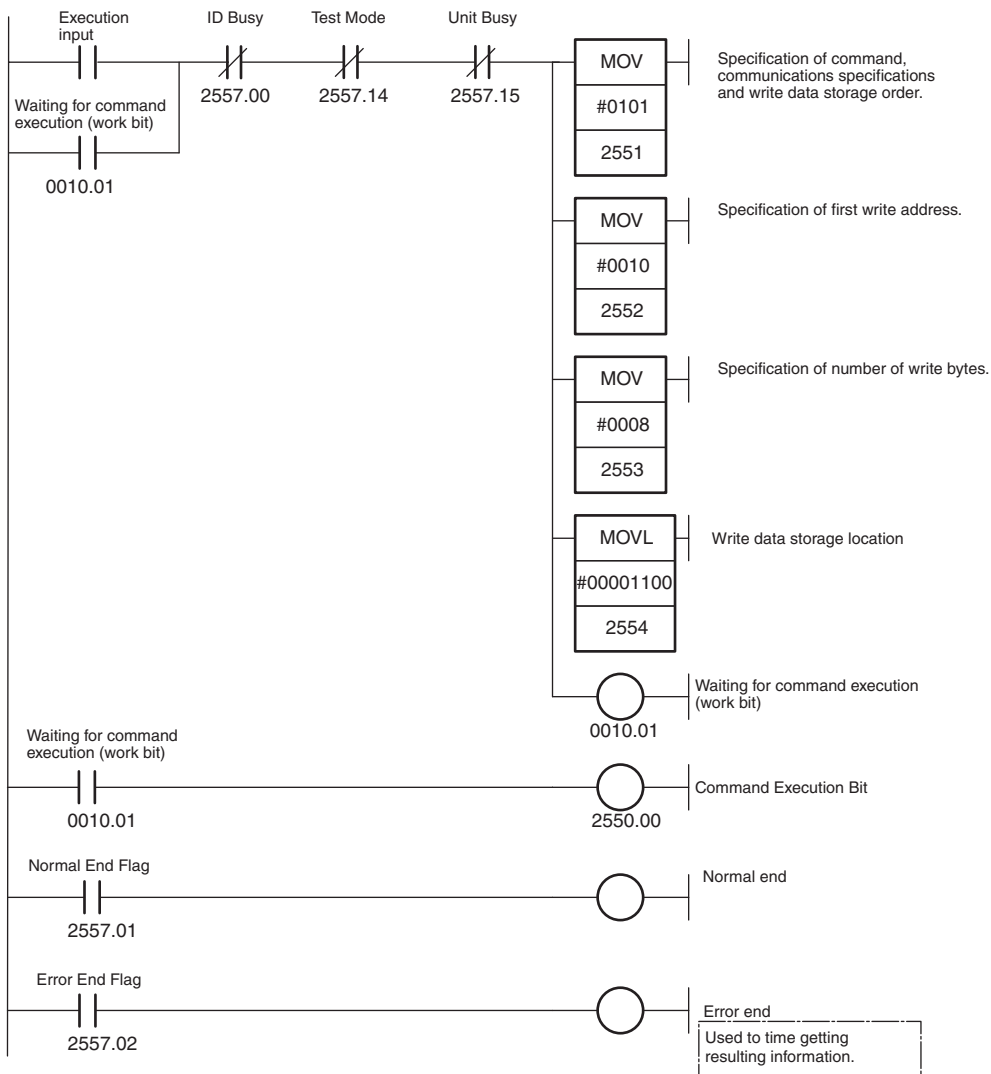 Execution
input
ID Busy
Test Mode
Unit Busy
2557.00
2557.14
2557.15
MOV
#0101
2551
Specification of command,
communications specifications
and write data storage order.
Waiting for command
execution (work bit)
0010.01
MOV
#0010
2552
Specification of first write address.
MOV
#0008
2553
Specification of number of write bytes.
MOVL
#00001100
2554
Write data storage location
Waiting for command execution
(work bit)
0010.01
Waiting for command
execution (work bit)
0010.01
2550.00
Command Execution Bit
Normal End Flag
2557.01
Normal end
Error End Flag
2557.02
Error end
Used to time getting
resulting information.